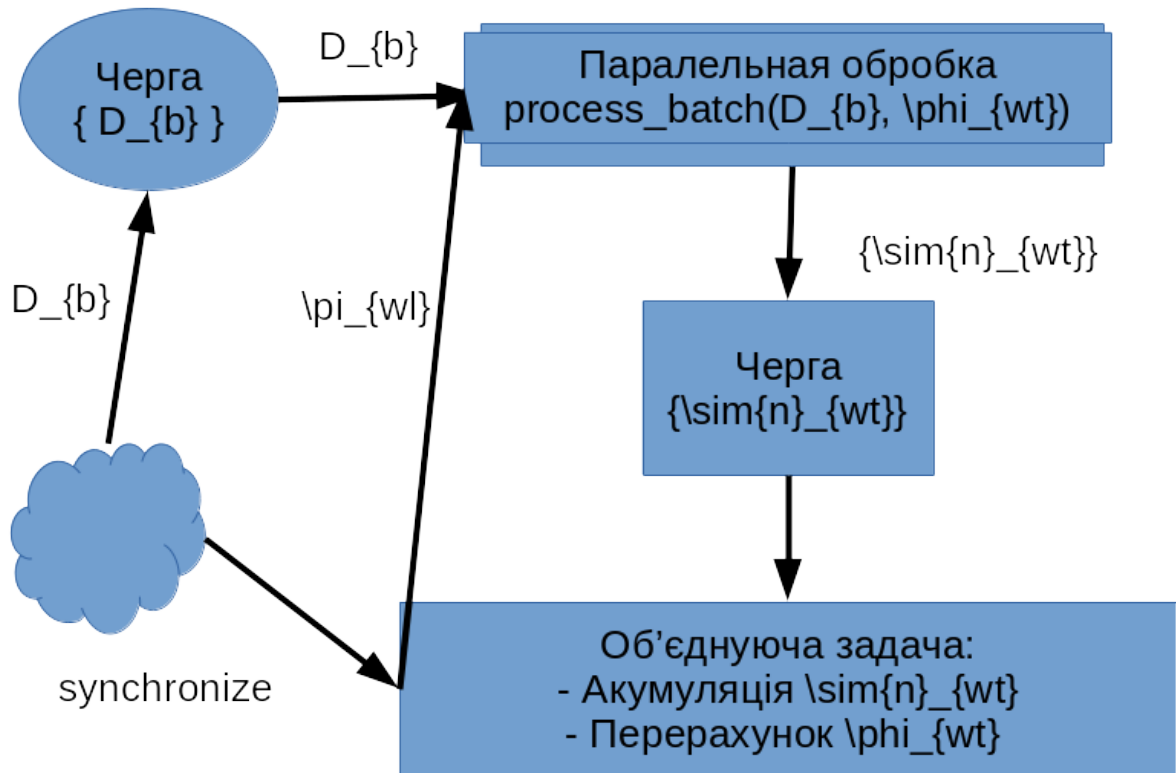 Черга
{ D_{b} }
D_{b}
Паралельная обробка
process_batch(D_{b}, \phi_{wt})
{\sim{n}_{wt}}
D_{b}
\pi_{wl}
Черга
{\sim{n}_{wt}}
synchronize
Об’єднуюча задача:
- Акумуляція \sim{n}_{wt}
- Перерахунок \phi_{wt}